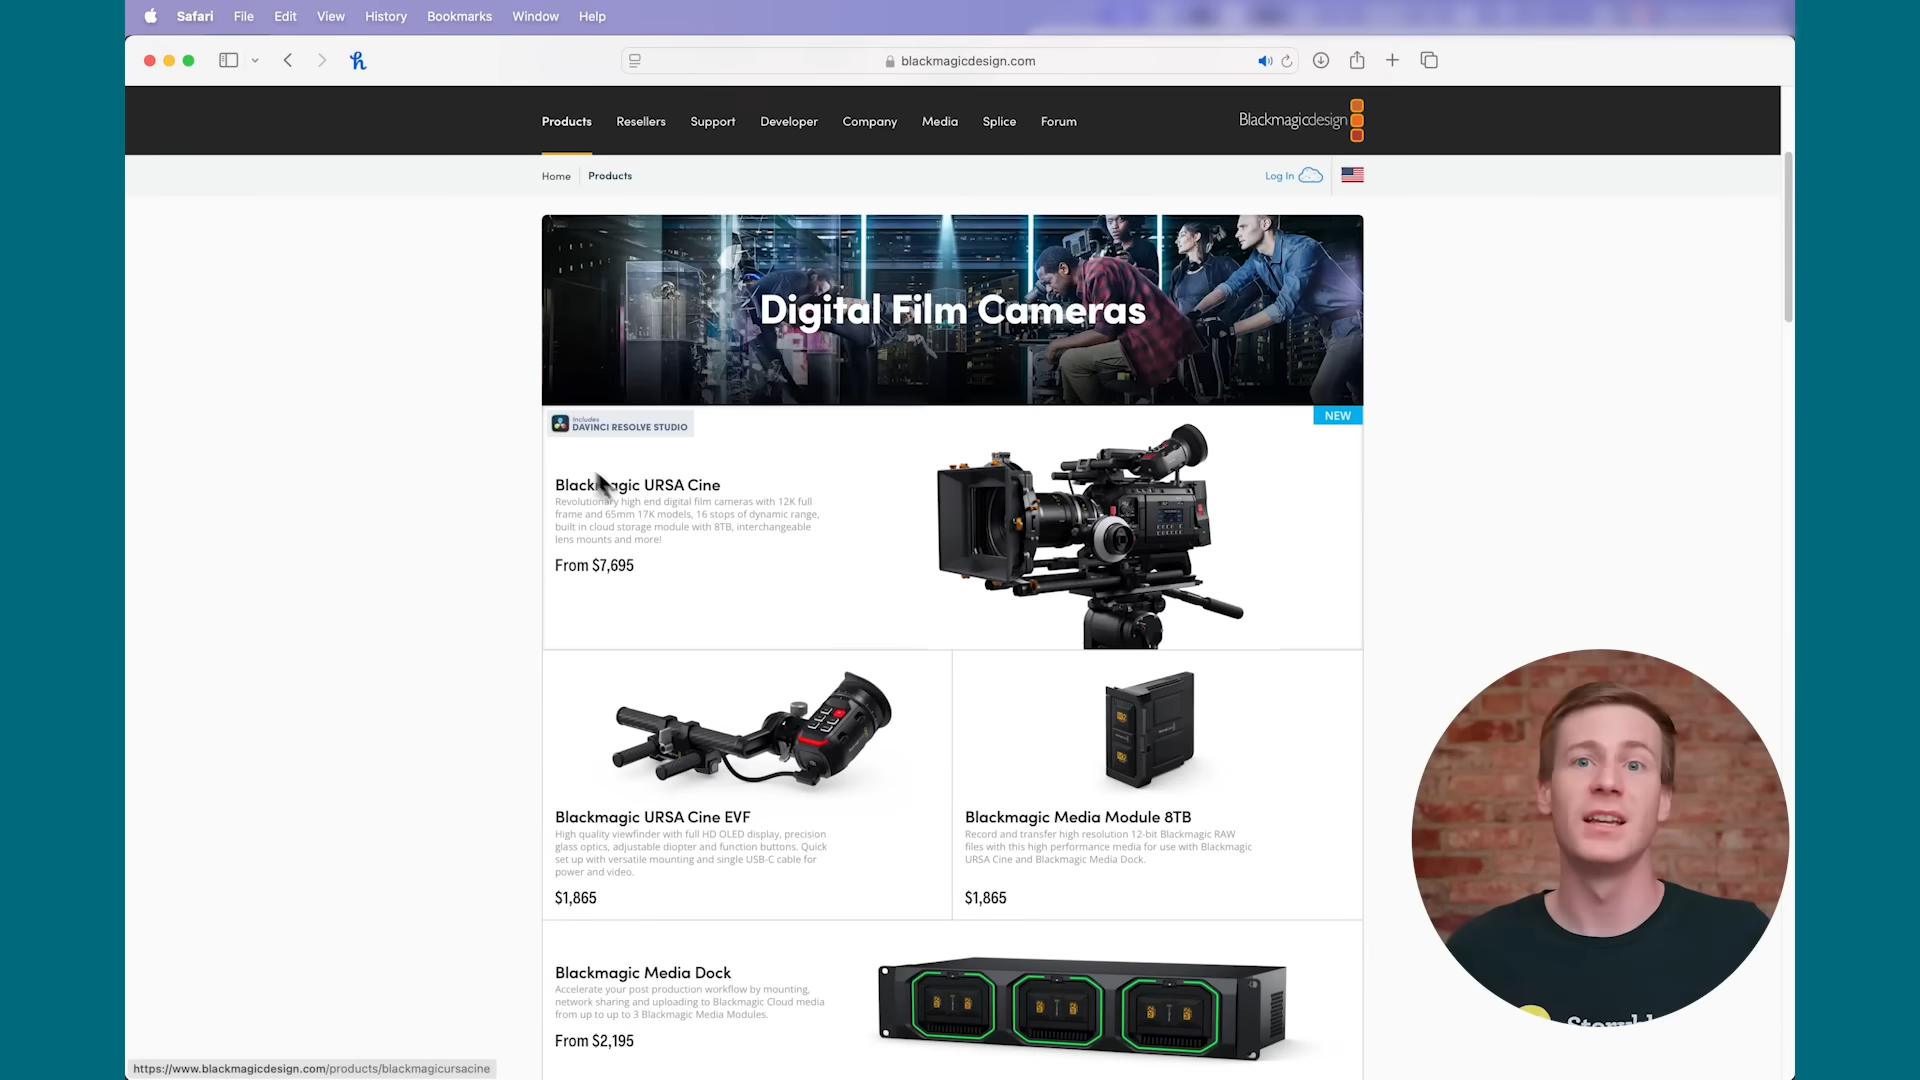 Safari File Edit View History Bookmarks Window Help
blackmagicdesign.com
Products Resellers Support Developer Company Media Splice Forum
Blackmagicdesign
Home Products
Log In
Digital Film Cameras
Includes
DAVINCI RESOLVE STUDIO
NEW
Blackmagic URSA Cine
Revolutionary high end digital film cameras with 12K full
frame and 65mm 17K models, 16 stops of dynamic range,
built in cloud storage module with 8TB, interchangeable
lens mounts and more!
From $7,695
Blackmagic URSA Cine EVF
High quality viewfinder with full HD OLED display, precision
glass optics, adjustable diopter and function buttons. Quick
set up with versatile mounting and single USB-C cable for
power and video.
$1,865
Blackmagic Media Module 8TB
Record and transfer high resolution 12-bit Blackmagic RAW
files with this high performance media for use with Blackmagic
URSA Cine and Blackmagic Media Dock.
$1,865
Blackmagic Media Dock
Accelerate your post production workflow by mounting,
network sharing and uploading to Blackmagic Cloud media
from up to up to 3 Blackmagic Media Modules.
From $2,195
https://www.blackmagicdesign.com/products/blackmagicursacine